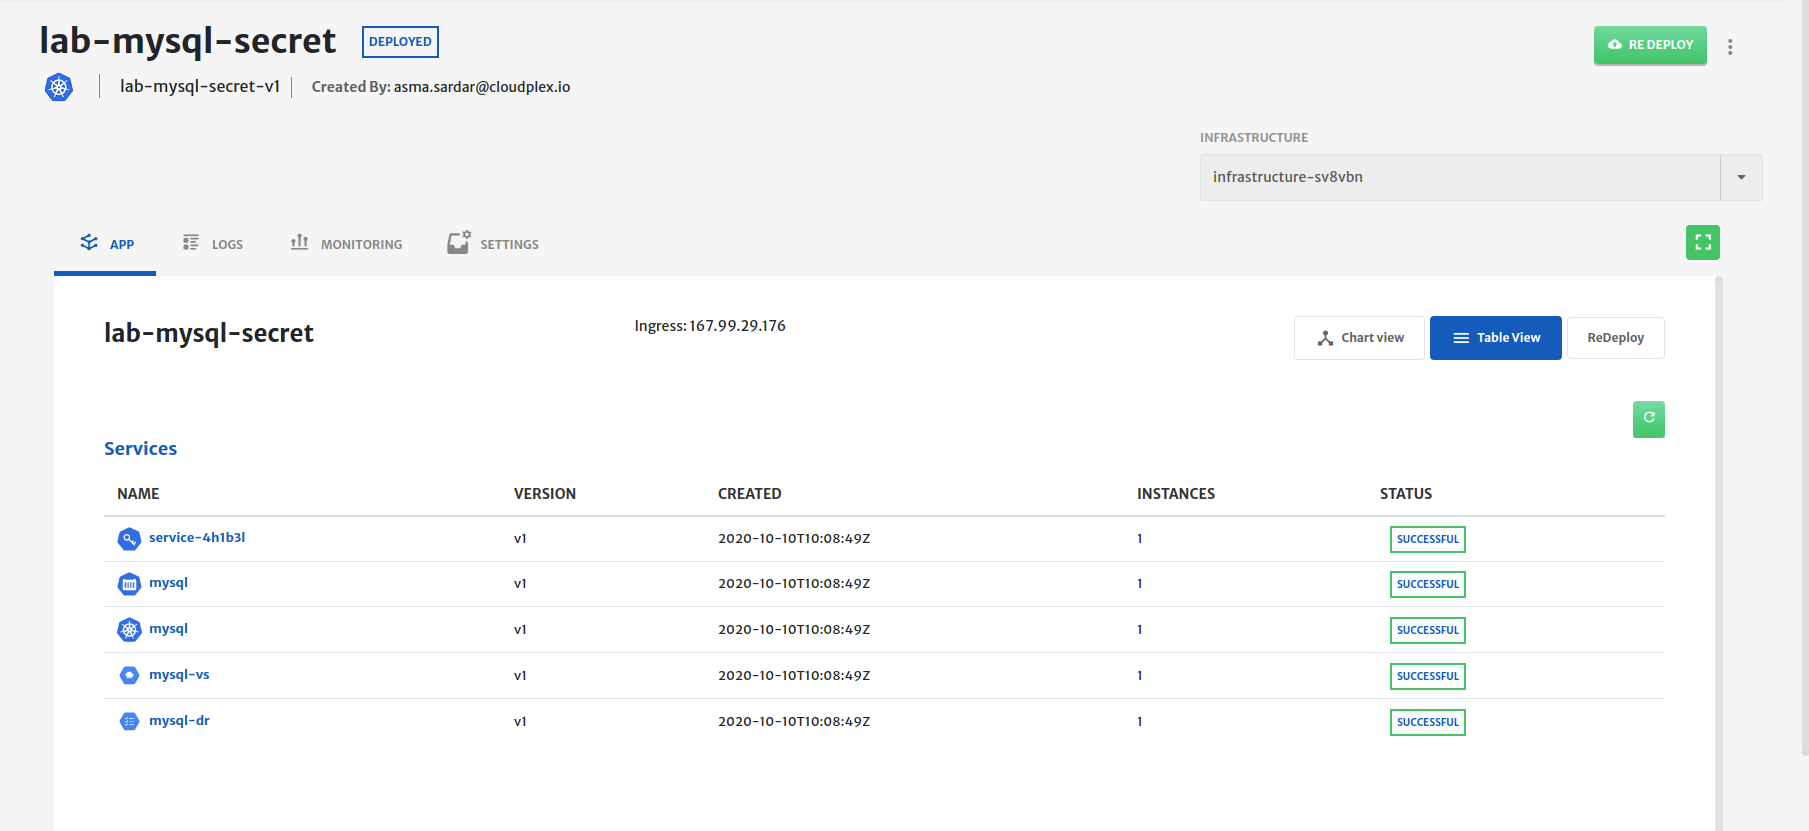 lab-mysql-secret DEPLOYED RE DEPLOY
lab-mysql-secret-v1 Created By: asma.sardar@cloudplex.io
INFRASTRUCTURE
infrastructure-sv8vbn
APP LOGS MONITORING SETTINGS
lab-mysql-secret Ingress: 167.99.29.176 Chart view Table View ReDeploy
Services
NAME VERSION CREATED INSTANCES STATUS
service-4h1b3l v1 2020-10-10T10:08:49Z 1 SUCCESSFUL
mysql v1 2020-10-10T10:08:49Z 1 SUCCESSFUL
mysql v1 2020-10-10T10:08:49Z 1 SUCCESSFUL
mysql-vs v1 2020-10-10T10:08:49Z 1 SUCCESSFUL
mysql-dr v1 2020-10-10T10:08:49Z 1 SUCCESSFUL